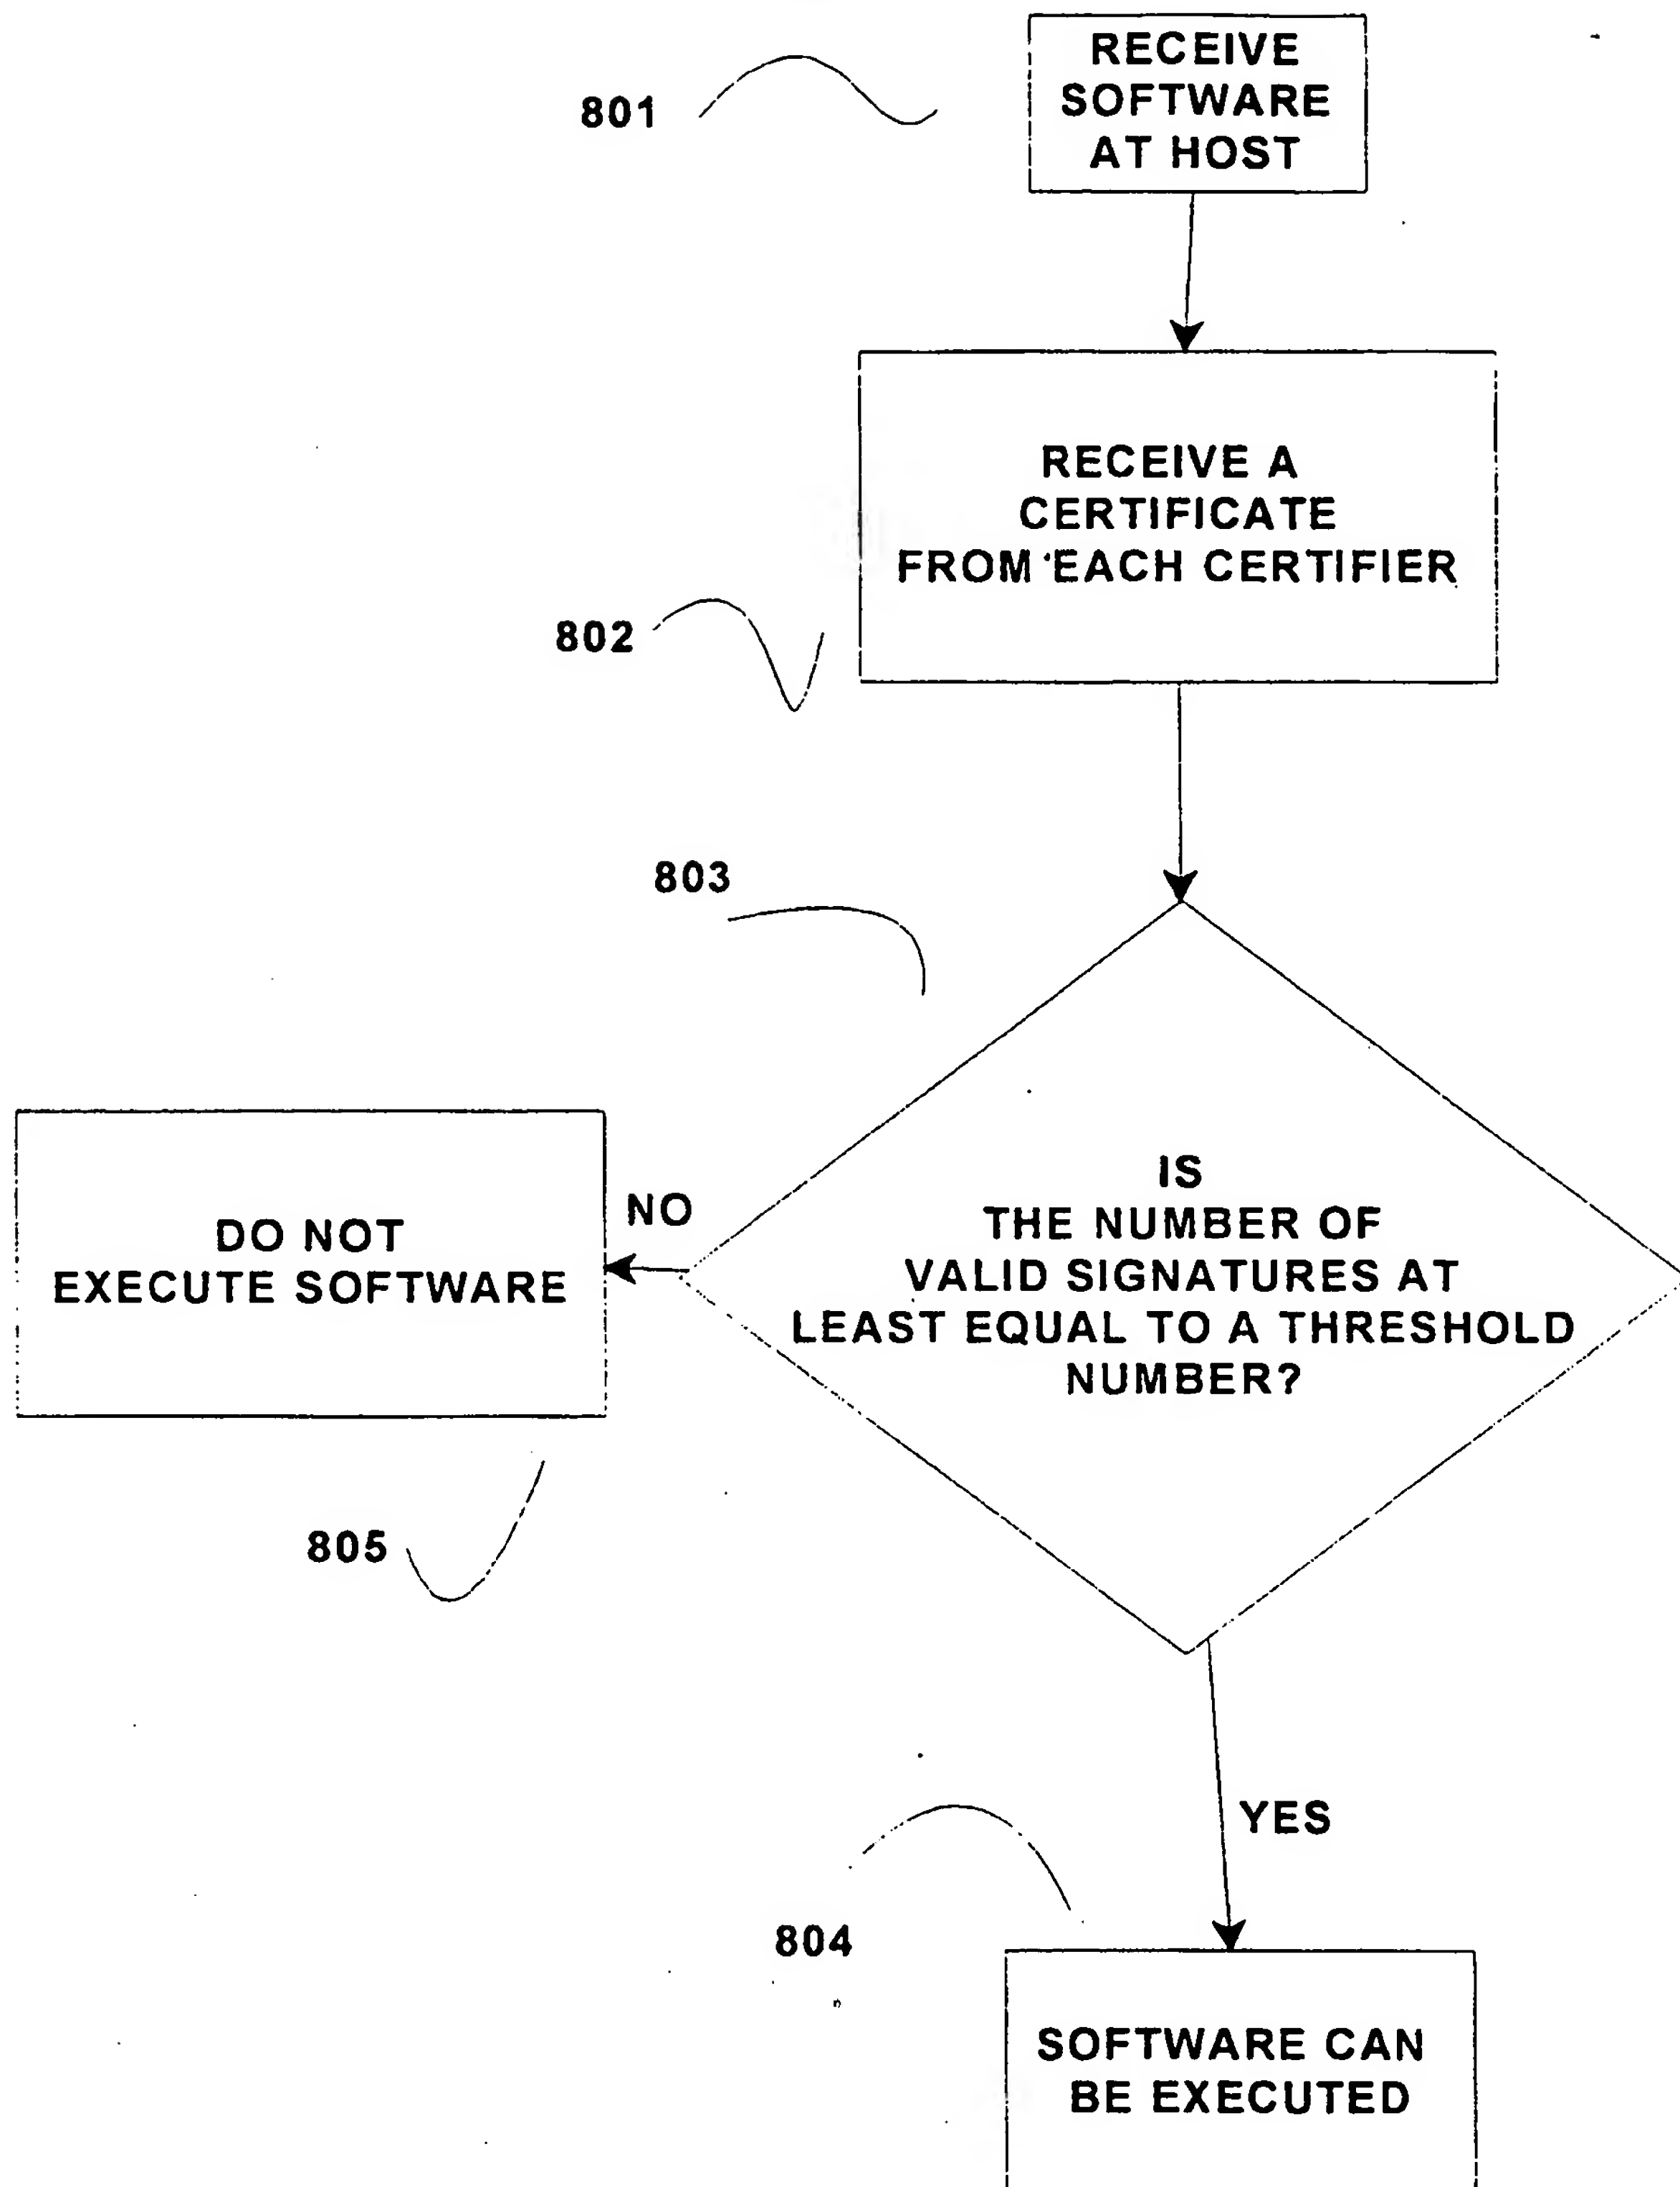 RECEIVE
SOFTWARE
AT HOST
801
RECEIVE A
CERTIFICATE
FROM EACH CERTIFIER
802
803
IS
THE NUMBER OF
VALID SIGNATURES AT
LEAST EQUAL TO A THRESHOLD
NUMBER?
NO
DO NOT
EXECUTE SOFTWARE
805
YES
804
SOFTWARE CAN
BE EXECUTED